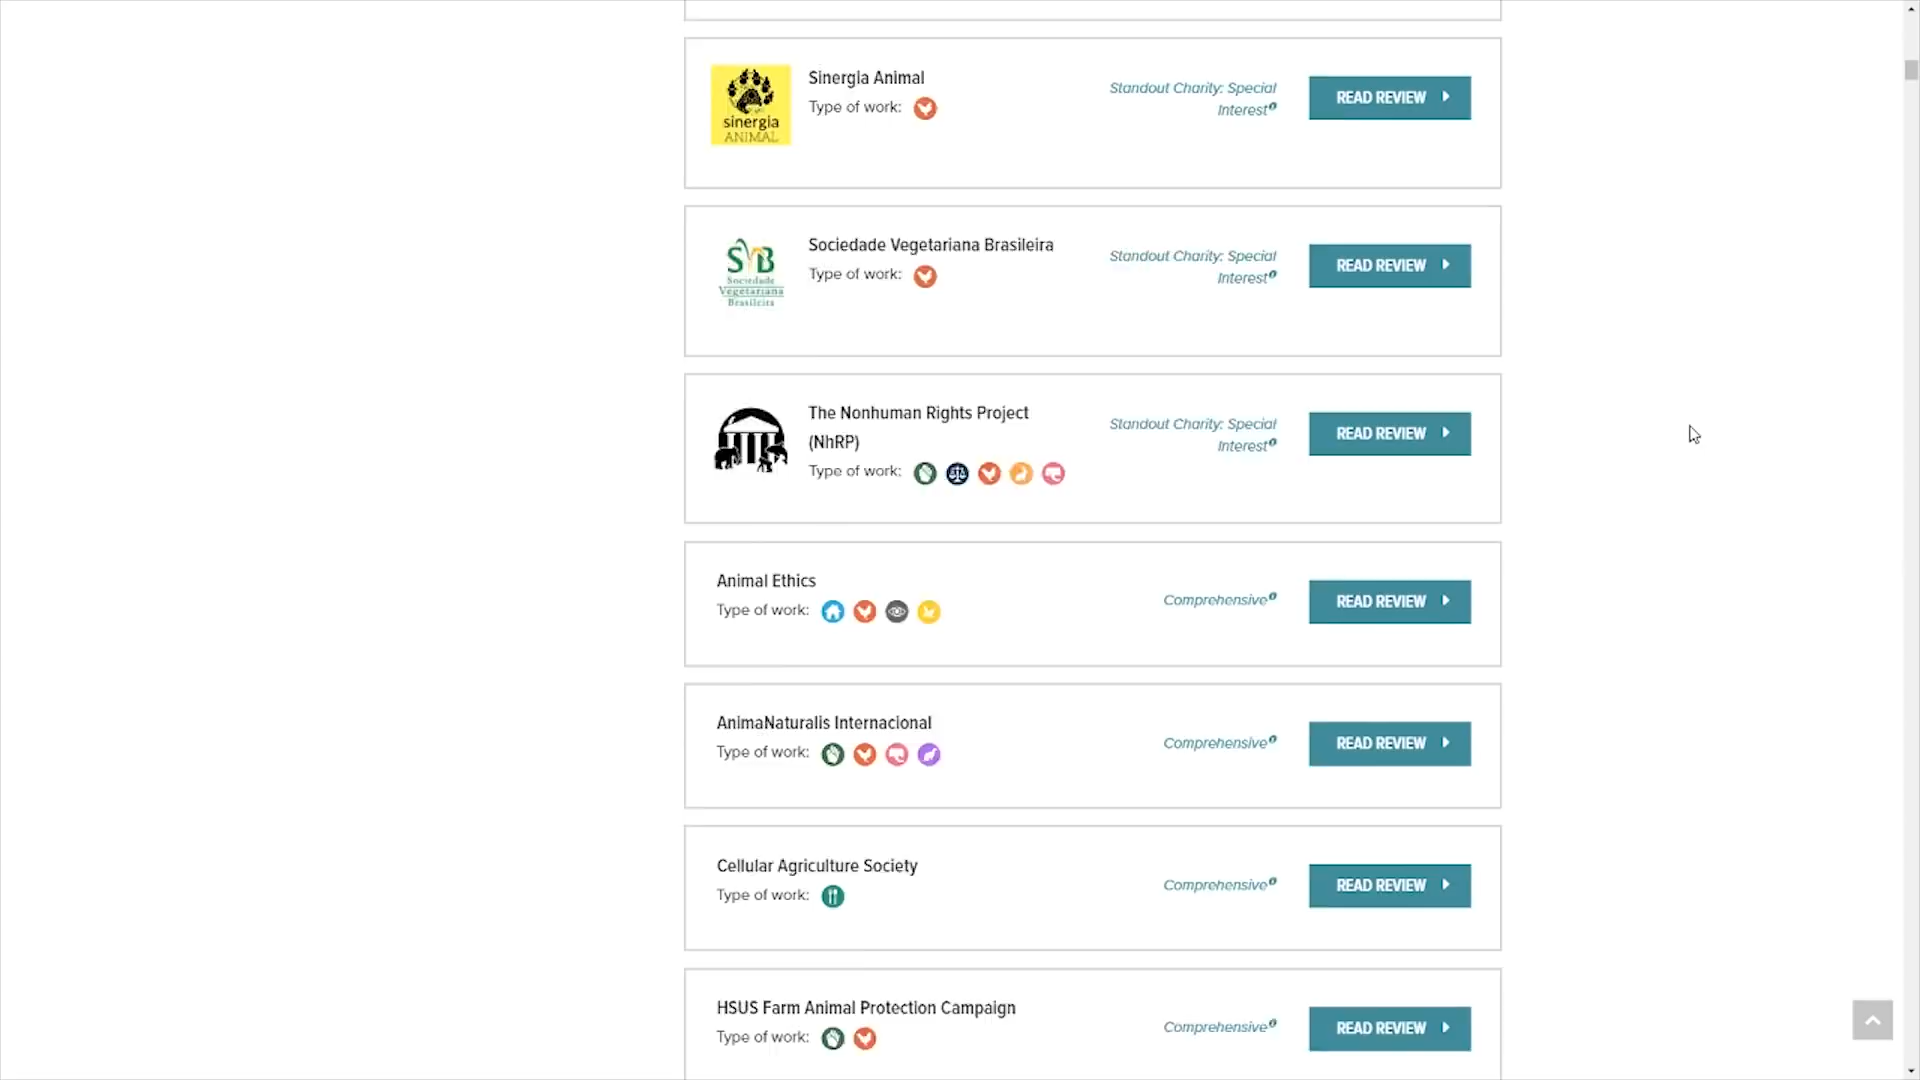 sinergia
ANIMAL
Sinergia Animal
Type of work:
Standout Charity: Special
Interest
READ REVIEW
SVB
Sociedade
Vegetariana
Brasileira
Sociedade Vegetariana Brasileira
Type of work:
Standout Charity: Special
Interest
READ REVIEW
The Nonhuman Rights Project
(NhRP)
Type of work:
Standout Charity: Special
Interest
READ REVIEW
Animal Ethics
Type of work:
Comprehensive
READ REVIEW
AnimaNaturalis Internacional
Type of work:
Comprehensive
READ REVIEW
Cellular Agriculture Society
Type of work:
Comprehensive
READ REVIEW
HSUS Farm Animal Protection Campaign
Type of work:
Comprehensive
READ REVIEW